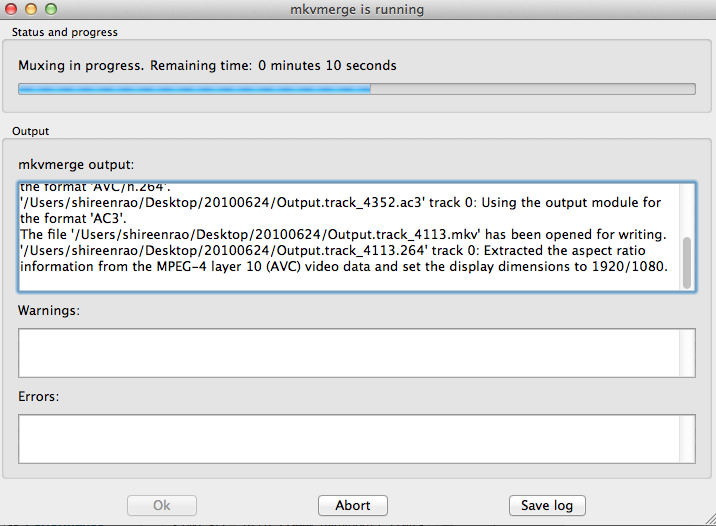 mkvmerge is running
Status and progress
Muxing in progress. Remaining time: 0 minutes 10 seconds
Output
mkvmerge output:
the format 'AVC/h.264'.
'/Users/shireenrao/Desktop/20100624/Output.track_4352.ac3' track 0: Using the output module for
the format 'AC3'.
The file '/Users/shireenrao/Desktop/20100624/Output.track_4113.mkv' has been opened for writing.
'/Users/shireenrao/Desktop/20100624/Output.track_4113.264' track 0: Extracted the aspect ratio
information from the MPEG-4 layer 10 (AVC) video data and set the display dimensions to 1920/1080.
Warnings:
Errors:
Ok
Abort
Save log